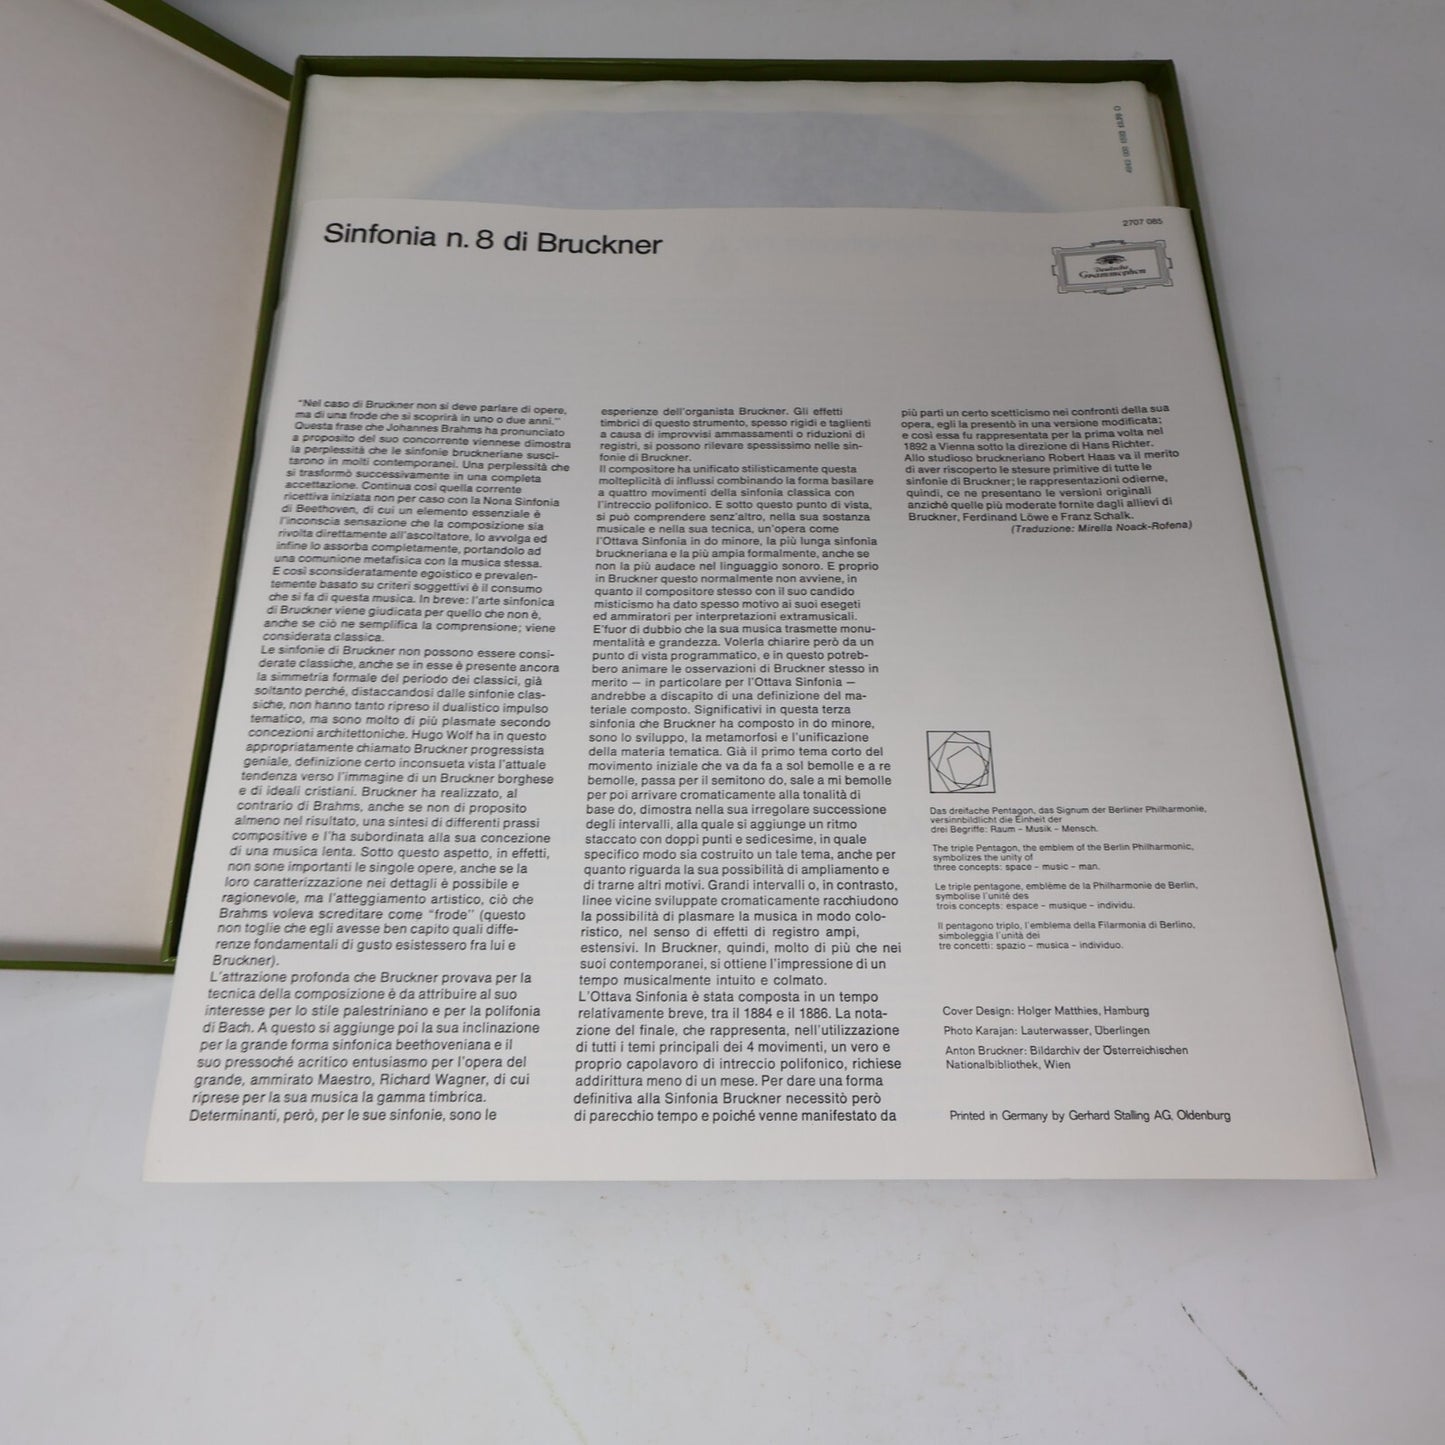 Sinfonia n. 8 di Bruckner
2707 085
Deutsche
Grammophon
"Nel caso di Bruckner non si deve parlare di opere,
ma di una frode che si scoprirà in uno o due anni."
Questa frase che Johannes Brahms ha pronunciato
a proposito del suo concorrente viennese dimostra
la perplessità che le sinfonie bruckneriane susci-
tarono in molti contemporanei. Una perplessità che
si trasformò successivamente in una completa
accettazione. Continua così quella corrente
ricettiva iniziata non per caso con la Nona Sinfonia
di Beethoven, di cui un elemento essenziale è
l'inconscia sensazione che la composizione sia
rivolta direttamente all'ascoltatore, lo avvolga ed
infine lo assorba completamente, portandolo ad
una comunione metafisica con la musica stessa.
E così sconsideratamente egoistico e prevalen-
temente basato su criteri soggettivi è il consumo
che si fa di questa musica. In breve: l'arte sinfonica
di Bruckner viene giudicata per quello che non è,
anche se ciò ne semplifica la comprensione; viene
considerata classica.
Le sinfonie di Bruckner non possono essere consi-
derate classiche, anche se in esse è presente ancora
la simmetria formale del periodo dei classici, già
soltanto perché, distaccandosi dalle sinfonie clas-
siche, non hanno tanto ripreso il dualistico impulso
tematico, ma sono molto di più plasmate secondo
concezioni architettoniche. Hugo Wolf ha in questo
appropriatamente chiamato Bruckner progressista
geniale, definizione certo inconsueta vista l'attuale
tendenza verso l'immagine di un Bruckner borghese
e di ideali cristiani. Bruckner ha realizzato, al
contrario di Brahms, anche se non di proposito
almeno nel risultato, una sintesi di differenti prassi
compositive e l'ha subordinata alla sua concezione
di una musica lenta. Sotto questo aspetto, in effetti,
non sone importanti le singole opere, anche se la
loro caratterizzazione nei dettagli è possibile e
ragionevole, ma l'atteggiamento artistico, ciò che
Brahms voleva screditare come "frode" (questo
non toglie che egli avesse ben capito quali diffe-
renze fondamentali di gusto esistessero fra lui e
Bruckner).
L'attrazione profonda che Bruckner provava per la
tecnica della composizione è da attribuire al suo
interesse per lo stile palestriniano e per la polifonia
di Bach. A questo si aggiunge poi la sua inclinazione
per la grande forma sinfonica beethoveniana e il
suo pressoché acritico entusiasmo per l'opera del
grande, ammirato Maestro, Richard Wagner, di cui
riprese per la sua musica la gamma timbrica.
Determinanti, però, per le sue sinfonie, sono le
esperienze dell'organista Bruckner. Gli effetti
timbrici di questo strumento, spesso rigidi e taglienti
a causa di improvvisi ammassamenti o riduzioni di
registri, si possono rilevare spessissimo nelle sin-
fonie di Bruckner.
Il compositore ha unificato stilisticamente questa
molteplicità di influssi combinando la forma basilare
a quattro movimenti della sinfonia classica con
l'intreccio polifonico. E sotto questo punto di vista,
si può comprendere senz'altro, nella sua sostanza
musicale e nella sua tecnica, un'opera come
l'Ottava Sinfonia in do minore, la più lunga sinfonia
bruckneriana e la più ampia formalmente, anche se
non la più audace nel linguaggio sonoro. E proprio
in Bruckner questo normalmente non avviene, in
quanto il compositore stesso con il suo candido
misticismo ha dato spesso motivo ai suoi esegeti
ed ammiratori per interpretazioni extramusicali.
E'fuor di dubbio che la sua musica trasmette monu-
mentalità e grandezza. Volerla chiarire però da un
punto di vista programmatico, e in questo potreb-
bero animare le osservazioni di Bruckner stesso in
merito – in particolare per l'Ottava Sinfonia –
andrebbe a discapito di una definizione del ma-
teriale composto. Significativi in questa terza
sinfonia che Bruckner ha composto in do minore,
sono lo sviluppo, la metamorfosi e l'unificazione
della materia tematica. Già il primo tema corto del
movimento iniziale che va da fa a sol bemolle e a re
bemolle, passa per il semitono do, sale a mi bemolle
per poi arrivare cromaticamente alla tonalità di
base do, dimostra nella sua irregolare successione
degli intervalli, alla quale si aggiunge un ritmo
staccato con doppi punti e sedicesime, in quale
specifico modo sia costruito un tale tema, anche per
quanto riguarda la sua possibilità di ampliamento e
di trarne altri motivi. Grandi intervalli o, in contrasto,
linee vicine sviluppate cromaticamente racchiudono
la possibilità di plasmare la musica in modo colo-
ristico, nel senso di effetti di registro ampi,
estensivi. In Bruckner, quindi, molto di più che nei
suoi contemporanei, si ottiene l'impressione di un
tempo musicalmente intuito e colmato.
L'Ottava Sinfonia è stata composta in un tempo
relativamente breve, tra il 1884 e il 1886. La nota-
zione del finale, che rappresenta, nell'utilizzazione
di tutti i temi principali dei 4 movimenti, un vero e
proprio capolavoro di intreccio polifonico, richiese
addirittura meno di un mese. Per dare una forma
definitiva alla Sinfonia Bruckner necessitò però
di parecchio tempo e poiché venne manifestato da
più parti un certo scetticismo nei confronti della sua
opera, egli la presentò in una versione modificata;
e così essa fu rappresentata per la prima volta nel
1892 a Vienna sotto la direzione di Hans Richter.
Allo studioso bruckneriano Robert Haas va il merito
di aver riscoperto le stesure primitive di tutte le
sinfonie di Bruckner; le rappresentazioni odierne,
quindi, ce ne presentano le versioni originali
anziché quelle più moderate fornite dagli allievi di
Bruckner, Ferdinand Löwe e Franz Schalk.
(Traduzione: Mirella Noack-Rofena)
Das dreifache Pentagon, das Signum der Berliner Philharmonie,
versinnbildlicht die Einheit der
drei Begriffe: Raum – Musik – Mensch.
The triple Pentagon, the emblem of the Berlin Philharmonic,
symbolizes the unity of
three concepts: space – music – man.
Le triple pentagone, emblème de la Philharmonie de Berlin,
symbolise l'unité des
trois concepts: espace – musique – individu.
Il pentagono triplo, l'emblema della Filarmonia di Berlino,
simboleggia l'unità dei
tre concetti: spazio – musica – individuo.
Cover Design: Holger Matthies, Hamburg
Photo Karajan: Lauterwasser, Überlingen
Anton Bruckner: Bildarchiv der Österreichischen
Nationalbibliothek, Wien
Printed in Germany by Gerhard Stalling AG, Oldenburg